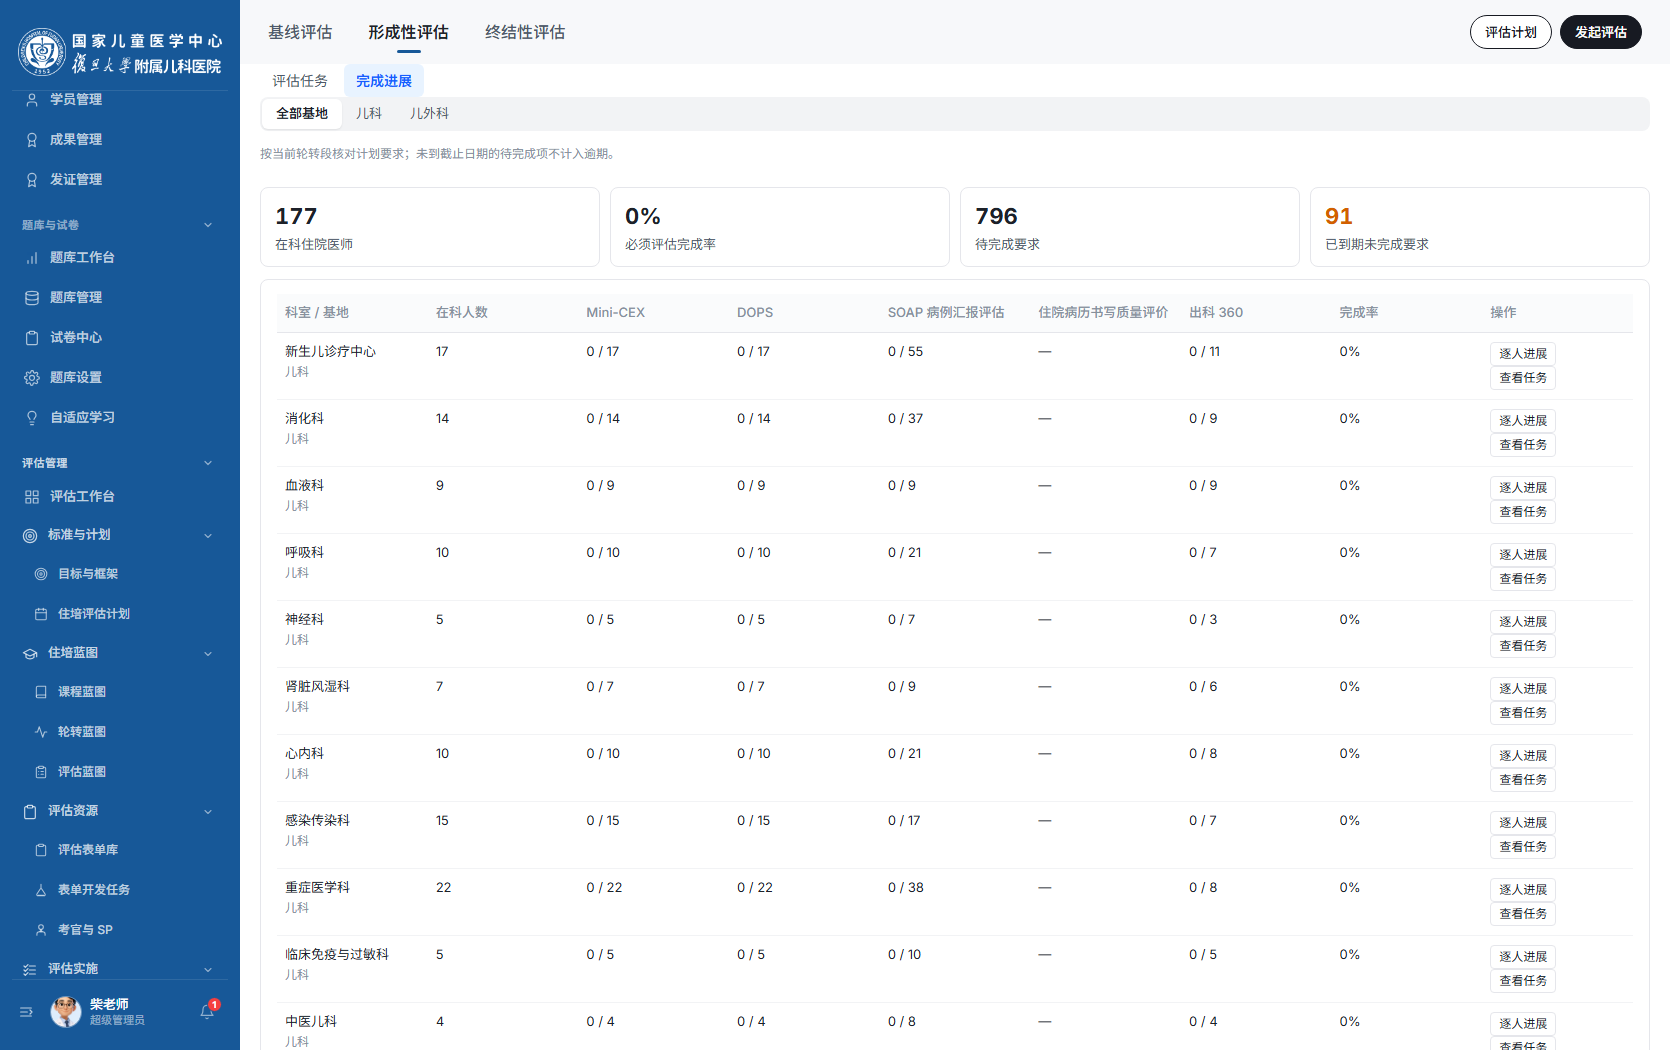 国家儿童医学中心
復旦大学附属儿科医院
学员管理
成果管理
发证管理
题库与试卷
题库工作台
题库管理
试卷中心
题库设置
自适应学习
评估管理
评估工作台
标准与计划
目标与框架
住培评估计划
住培蓝图
课程蓝图
轮转蓝图
评估蓝图
评估资源
评估表单库
表单开发任务
考官与 SP
评估实施
柴老师
超级管理员
1
基线评估 形成性评估 终结性评估 评估计划 发起评估
评估任务 完成进展
全部基地 儿科 儿外科
按当前轮转段核对计划要求；未到截止日期的待完成项不计入逾期。
177 0% 796 91
在科住院医师 必须评估完成率 待完成要求 已到期未完成要求
科室 / 基地 在科人数 Mini-CEX DOPS SOAP 病例汇报评估 住院病历书写质量评价 出科 360 完成率 操作
新生儿诊疗中心 17 0 / 17 0 / 17 0 / 55 — 0 / 11 0% 逐人进展
儿科 查看任务
消化科 14 0 / 14 0 / 14 0 / 37 — 0 / 9 0% 逐人进展
儿科 查看任务
血液科 9 0 / 9 0 / 9 0 / 9 — 0 / 9 0% 逐人进展
儿科 查看任务
呼吸科 10 0 / 10 0 / 10 0 / 21 — 0 / 7 0% 逐人进展
儿科 查看任务
神经科 5 0 / 5 0 / 5 0 / 7 — 0 / 3 0% 逐人进展
儿科 查看任务
肾脏风湿科 7 0 / 7 0 / 7 0 / 9 — 0 / 6 0% 逐人进展
儿科 查看任务
心内科 10 0 / 10 0 / 10 0 / 21 — 0 / 8 0% 逐人进展
儿科 查看任务
感染传染科 15 0 / 15 0 / 15 0 / 17 — 0 / 7 0% 逐人进展
儿科 查看任务
重症医学科 22 0 / 22 0 / 22 0 / 38 — 0 / 8 0% 逐人进展
儿科 查看任务
临床免疫与过敏科 5 0 / 5 0 / 5 0 / 10 — 0 / 5 0% 逐人进展
儿科 查看任务
中医儿科 4 0 / 4 0 / 4 0 / 8 — 0 / 4 0% 逐人进展
儿科 查看任务